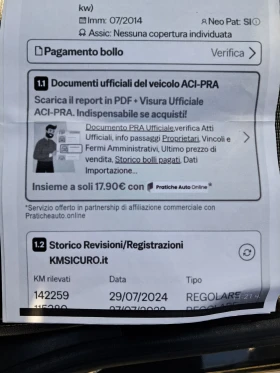 kw)
Imm: 07/2014
Neo Pat: SI
Assic: Nessuna copertura individuata
Pagamento bollo
Verifica >
1.1 Documenti ufficiali del veicolo ACI-PRA
Scarica il report in PDF + Visura Ufficiale
ACI-PRA. Indispensabile se acquisti!
Documento PRA Ufficiale,verifica Atti
Ufficiali, info passaggi Proprietari, Vincoli e
Fermi Amministrativi, Ultimo prezzo di
vendita, Storico bolli pagati, Dati
Importazione...
Insieme a soli 17.90€ con Pratiche Auto Online
*Servizio offerto in partnership di affiliazione commerciale con
Praticheauto.online
1.2 Storico Revisioni/Registrazioni
KMSICURO.it
KM rilevati Data Tipo
142259 29/07/2024 REGOLARE